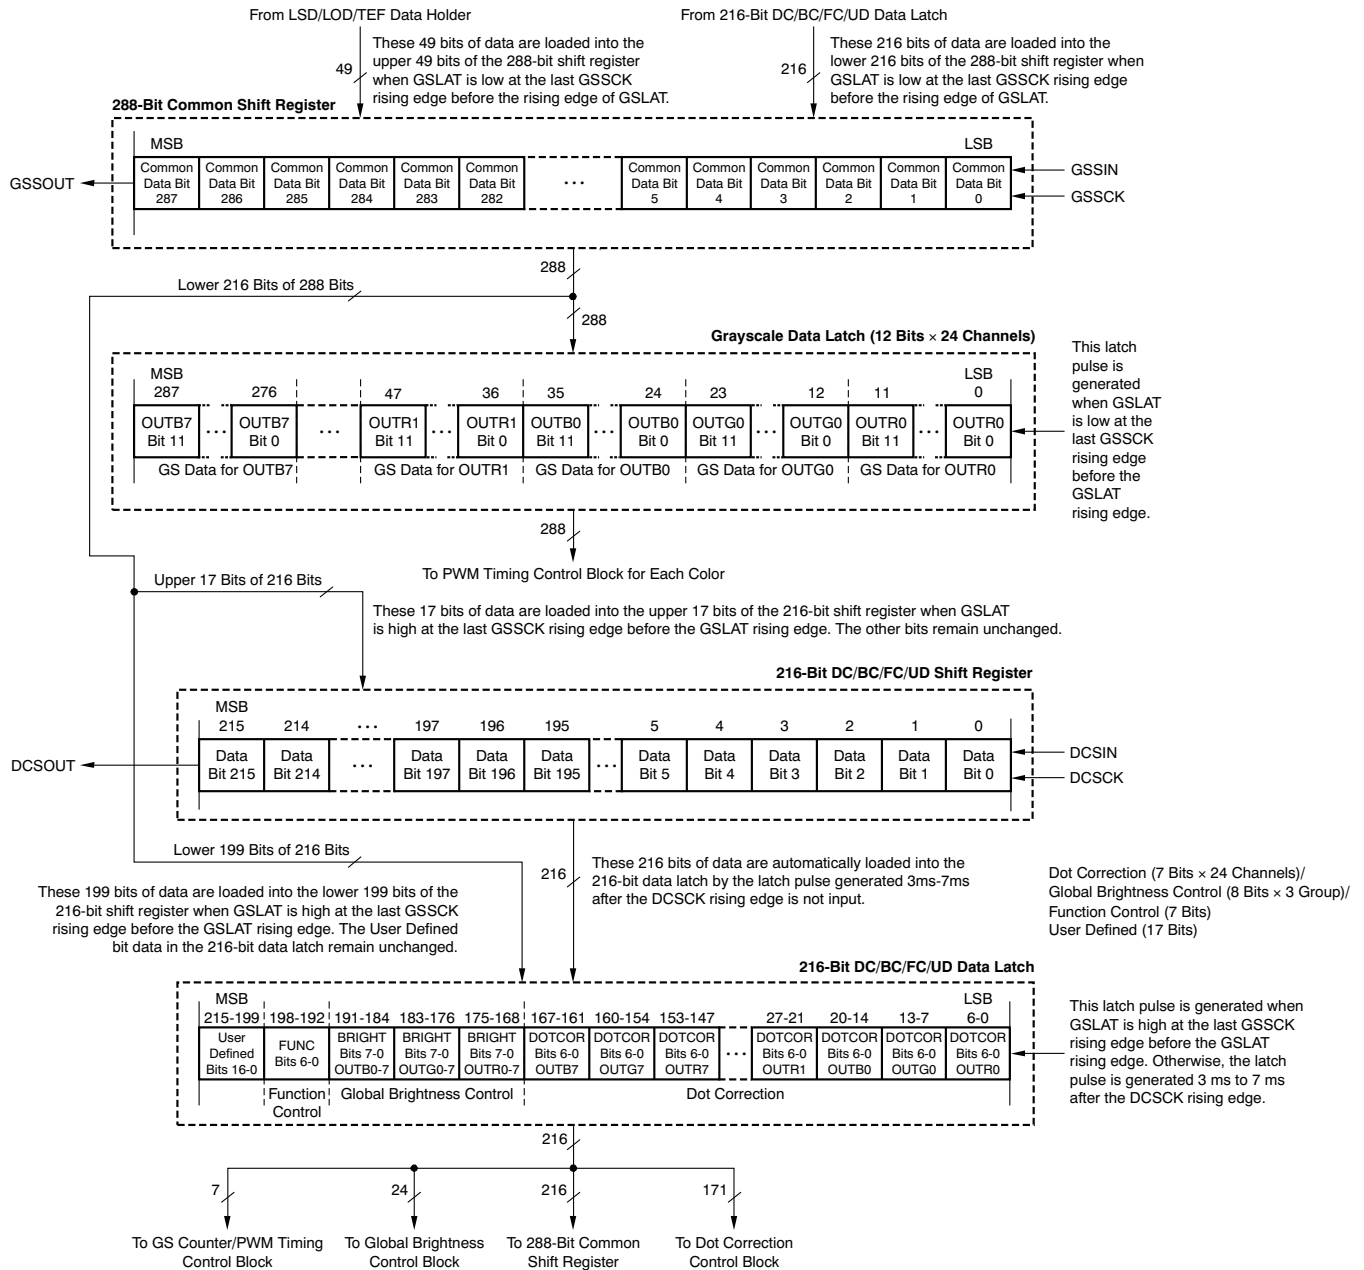 From LSD/LOD/TEF Data Holder
From 216-Bit DC/BC/FC/UD Data Latch
These 49 bits of data are loaded into the
upper 49 bits of the 288-bit shift register
when GSLAT is low at the last GSSCK
rising edge before the rising edge of GSLAT.
49
These 216 bits of data are loaded into the
lower 216 bits of the 288-bit shift register when
GSLAT is low at the last GSSCK rising edge
before the rising edge of GSLAT.
216
288-Bit Common Shift Register
MSB
LSB
GSSOUT
Common Data Bit 287
Common Data Bit 286
Common Data Bit 285
Common Data Bit 284
Common Data Bit 283
Common Data Bit 282
...
Common Data Bit 5
Common Data Bit 4
Common Data Bit 3
Common Data Bit 2
Common Data Bit 1
Common Data Bit 0
GSSIN
GSSCK
288
Lower 216 Bits of 288 Bits
288
Grayscale Data Latch (12 Bits × 24 Channels)
MSB
LSB
287 276 47 36 35 24 23 12 11 0
OUTB7 Bit 11
...
OUTB7 Bit 0
...
OUTR1 Bit 11
...
OUTR1 Bit 0
OUTB0 Bit 11
...
OUTB0 Bit 0
OUTG0 Bit 11
...
OUTG0 Bit 0
OUTR0 Bit 11
...
OUTR0 Bit 0
GS Data for OUTB7
GS Data for OUTR1
GS Data for OUTB0
GS Data for OUTG0
GS Data for OUTR0
This latch
pulse is
generated
when GSLAT
is low at the
last GSSCK
rising edge
before the
GSLAT
rising edge.
288
To PWM Timing Control Block for Each Color
Upper 17 Bits of 216 Bits
These 17 bits of data are loaded into the upper 17 bits of the 216-bit shift register when GSLAT
is high at the last GSSCK rising edge before the GSLAT rising edge. The other bits remain unchanged.
216-Bit DC/BC/FC/UD Shift Register
MSB
215 214 ... 197 196 195 5 4 3 2 1 0
DCSOUT
Data Bit 215
Data Bit 214
...
Data Bit 197
Data Bit 196
Data Bit 195
...
Data Bit 5
Data Bit 4
Data Bit 3
Data Bit 2
Data Bit 1
Data Bit 0
DCSIN
DCSCK
Lower 199 Bits of 216 Bits
These 199 bits of data are loaded into the lower 199 bits of the
216-bit shift register when GSLAT is high at the last GSSCK
rising edge before the GSLAT rising edge. The User Defined
bit data in the 216-bit data latch remain unchanged.
216
These 216 bits of data are automatically loaded into the
216-bit data latch by the latch pulse generated 3ms-7ms
after the DCSCK rising edge is not input.
Dot Correction (7 Bits × 24 Channels)/
Global Brightness Control (8 Bits × 3 Group)/
Function Control (7 Bits)
User Defined (17 Bits)
216-Bit DC/BC/FC/UD Data Latch
MSB
LSB
215-199 198-192 191-184 183-176 175-168 167-161 160-154 153-147 27-21 20-14 13-7 6-0
User Defined Bits 16-0
FUNC Bits 6-0
BRIGHT Bits 7-0 OUTB0-7
BRIGHT Bits 7-0 OUTG0-7
BRIGHT Bits 7-0 OUTR0-7
DOTCOR Bits 6-0 OUTB7
DOTCOR Bits 6-0 OUTG7
DOTCOR Bits 6-0 OUTR7
...
DOTCOR Bits 6-0 OUTR1
DOTCOR Bits 6-0 OUTB0
DOTCOR Bits 6-0 OUTG0
DOTCOR Bits 6-0 OUTR0
Function Control
Global Brightness Control
Dot Correction
This latch pulse is generated when
GSLAT is high at the last GSSCK
rising edge before the GSLAT
rising edge. Otherwise, the latch
pulse is generated 3 ms to 7 ms
after the DCSCK rising edge.
216
7
24
216
171
To GS Counter/PWM Timing
Control Block
To Global Brightness
Control Block
To 288-Bit Common
Shift Register
To Dot Correction
Control Block